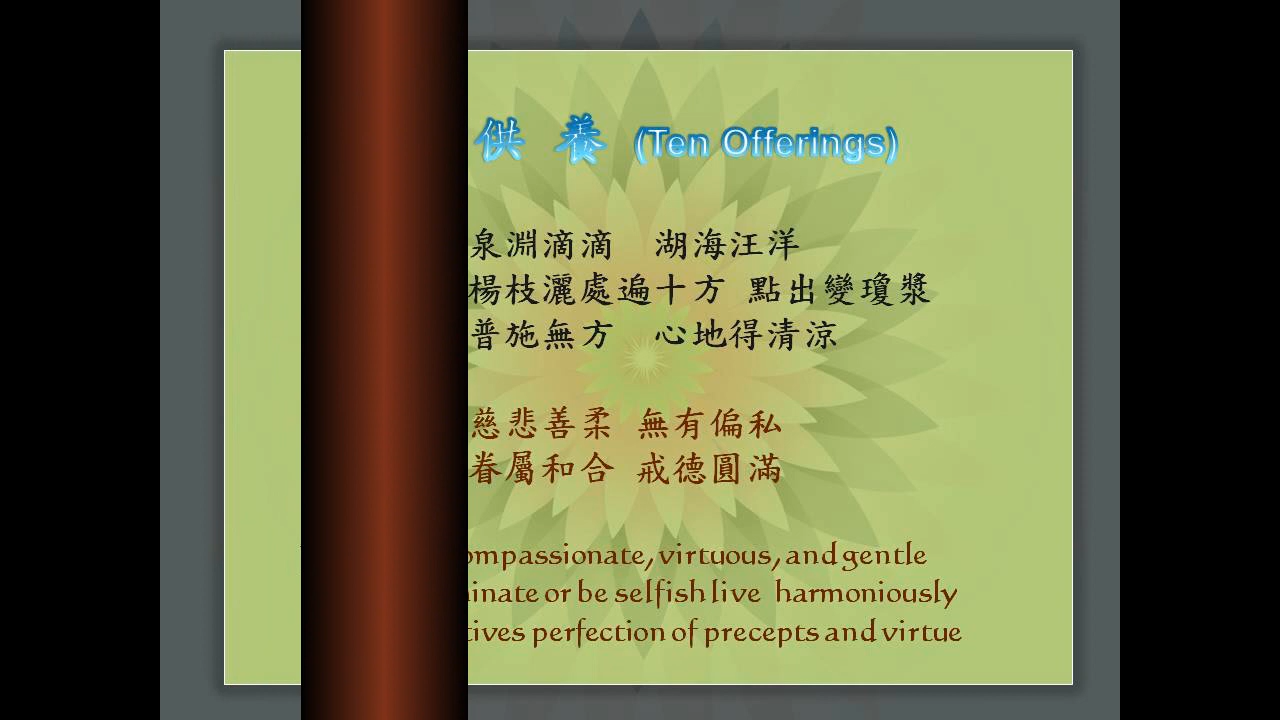 供 養 (Ten Offerings)
泉淵滴滴 湖海汪洋
楊枝灑處遍十方 點出變瓊漿
普施無方 心地得清涼
慈悲善柔 無有偏私
眷屬和合 戒德圓滿
virtuous, and gentle
or be selfish live harmoniously
perfection of precepts and virtue